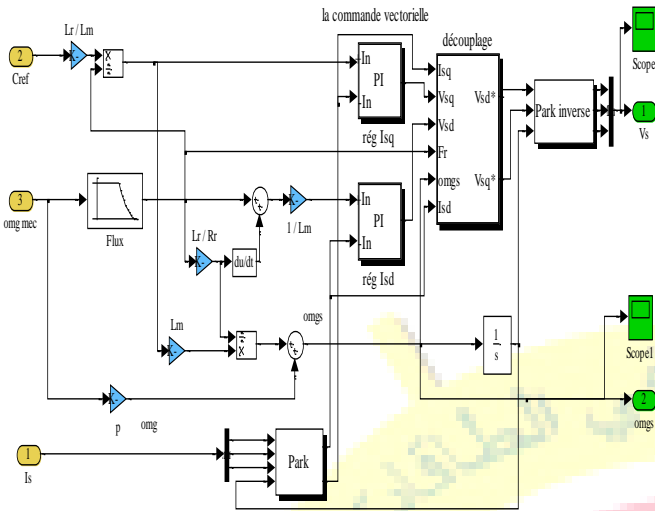 la commande vectorielle
Lr / Lm
découplage
2
Cref
K-
In
PI
-In
rég Isq
Isq
Vsq
Vsd
Fr
omgs
Isd
Vsd*
Vsq*
Park inverse
Scope
1
Vs
3
omg mec
Flux
K-
1 / Lm
In
PI
-In
rég Isd
Lr / Rr
K-
du/dt
Lm
K-
omgs
1
s
Scope1
K-
p
omg
2
omgs
1
Is
Park